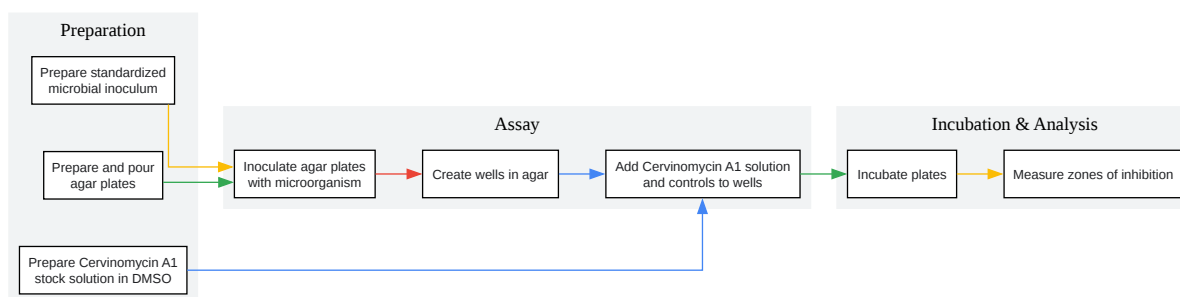 Preparation
Prepare standardized
microbial inoculum
Prepare and pour
agar plates
Prepare Cervinomycin A1
stock solution in DMSO
Assay
Inoculate agar plates
with microorganism
Create wells in agar
Add Cervinomycin A1 solution
and controls to wells
Incubation & Analysis
Incubate plates
Measure zones of inhibition